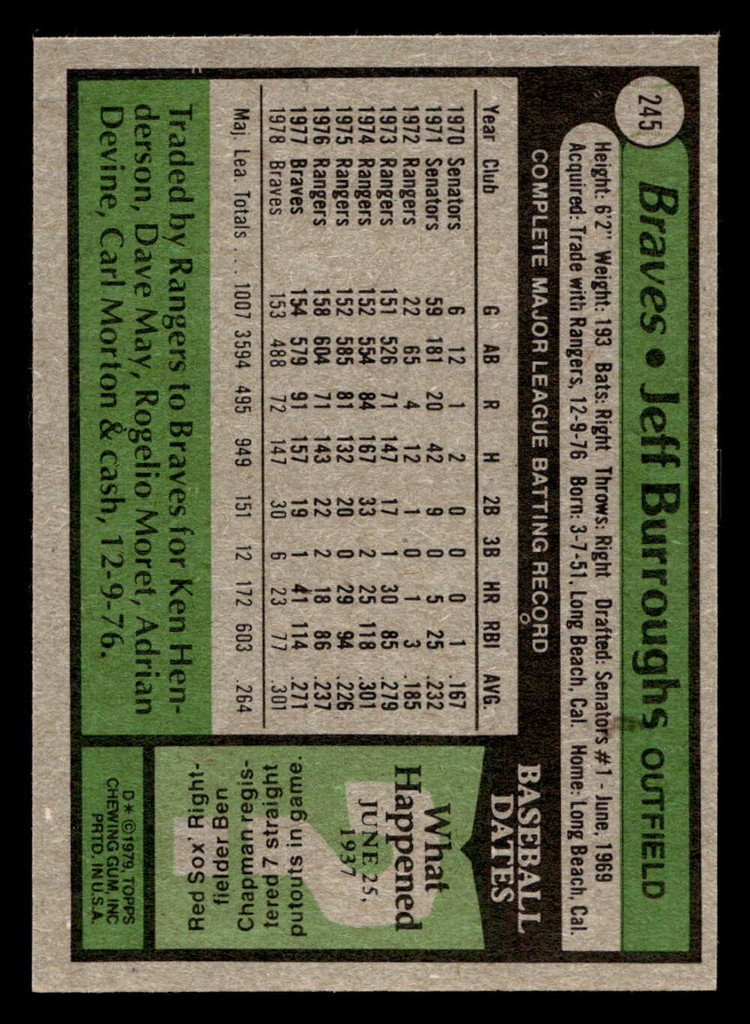 245
Braves • Jeff Burroughs OUTFIELD
Height: 6'2" Weight: 193 Bats: Right Throws: Right Drafted: Senators #1 - June, 1969
Acquired: Trade with Rangers, 12-9-76 Born: 3-7-51, Long Beach, Cal. Home: Long Beach, Cal.
COMPLETE MAJOR LEAGUE BATTING RECORD
Year Club G AB R H 2B 3B HR RBI AVG.
1970 Senators 6 12 1 2 0 0 0 1 .167
1971 Senators 59 181 20 42 9 0 5 25 .232
1972 Rangers 22 65 4 12 1 0 1 3 .185
1973 Rangers 151 526 71 147 17 1 30 85 .279
1974 Rangers 152 554 84 167 33 2 25 118 .301
1975 Rangers 152 585 81 132 20 0 29 94 .226
1976 Rangers 158 604 71 143 22 2 18 86 .237
1977 Braves 154 579 91 157 19 1 41 114 .271
1978 Braves 153 488 72 147 30 6 23 77 .301
Maj. Lea. Totals . . . 1007 3594 495 949 151 12 172 603 .264
Traded by Rangers to Braves for Ken Hen-
derson, Dave May, Rogelio Moret, Adrian
Devine, Carl Morton & cash, 12-9-76.
BASEBALL
DATES
What
Happened
JUNE 25,
1937
?
Red Sox' Right-
fielder Ben
Chapman regis-
tered 7 straight
putouts in game.
D* © 1979, TOPPS
CHEWING GUM, INC
PRTD. IN U.S.A.